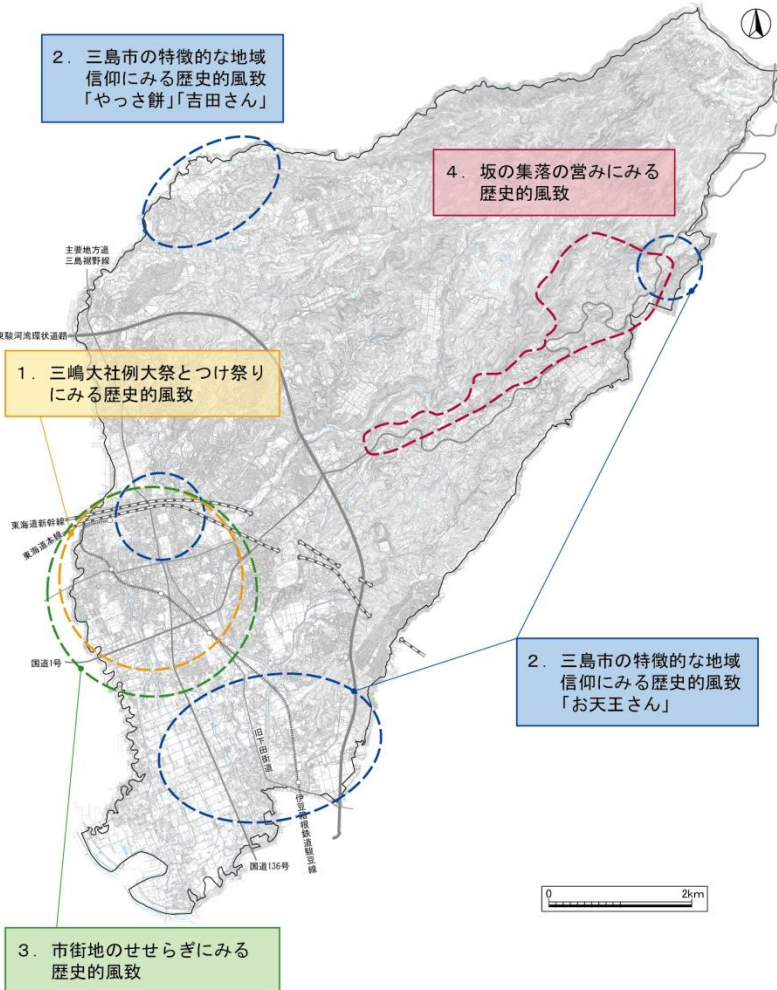 2. 三島市の特徴的な地域
信仰にみる歴史的風致
「やっさ餅」「吉田さん」
4. 坂の集落の営みにみる
歴史的風致
主要地方道
三島裾野線
東駿河湾環状道路
1. 三嶋大社例大祭とつけ祭り
にみる歴史的風致
東海道新幹線
東海道本線
国道1号
2. 三島市の特徴的な地域
信仰にみる歴史的風致
「お天王さん」
旧下田街道
伊豆箱根鉄道駿豆線
国道136号
0 2km
3. 市街地のせせらぎにみる
歴史的風致